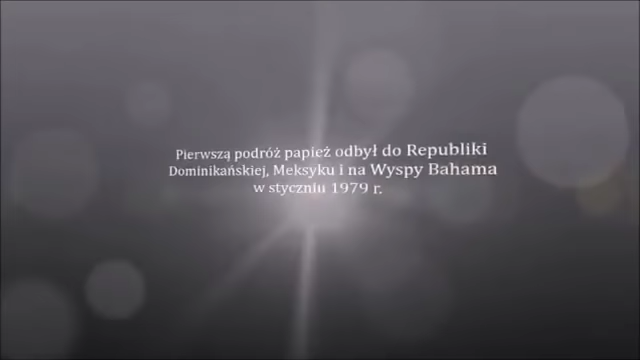 Pierwszą podróż papież odbył do Republiki
Dominikańskiej, Meksyku i na Wyspy Bahama
w styczniu 1979 r.